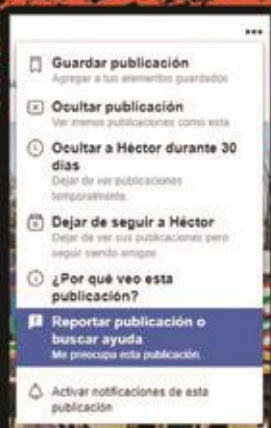 Guardar publicación
Agregar a tus elementos guardados
Ocultar publicación
Ver menos publicaciones como esta
Ocultar a Héctor durante 30
días
Dejar de ver publicaciones
temporalmente.
Dejar de seguir a Héctor
Dejar de ver sus publicaciones pero
seguir siendo amigos
¿Por qué veo esta
publicación?
Reportar publicación o
buscar ayuda
Me preocupa esta publicación.
Activar notificaciones de esta
publicación